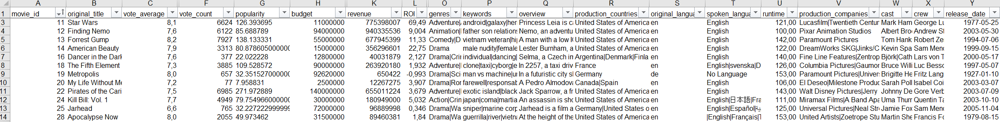 A B C F G H K L O P Q R S T U V W X Y
1 movie_id original_title vote_average vote_count popularity budget revenue ROI genres keywords overview production_countries original_langua spoken_langua runtime production_companies cast crew release_date
3 11 Star Wars 8,1 6624 126.393695 11000000 775398007 69,49 Adventure| android|galaxy|her Princess Leia is ca United States of America en English 121,00 Lucasfilm|Twentieth Centur Mark Ham George Lu 1977-05-25
4 12 Finding Nemo 7,6 6122 85.688789 94000000 940335536 9,004 Animation| father son relations Nemo, an adventu United States of America en English 100,00 Pixar Animation Studios Albert Bro Andrew St 2003-05-30
5 13 Forrest Gump 8,2 7927 138.133331 55000000 677945399 11,33 Comedy|D vietnam veteran|hi A man with a low I United States of America en English 142,00 Paramount Pictures Tom Hank Robert Ze 1994-07-06
6 14 American Beauty 7,9 3313 80.878605000000 15000000 356296601 22,75 Drama male nudity|female Lester Burnham, a United States of America en English 122,00 DreamWorks SKG|Jinks/C Kevin Spa Sam Menc 1999-09-15
7 16 Dancer in the Dark 7,6 377 22.022228 12800000 40031879 2,127 Drama|Cri individual|dancing| Selma, a Czech in Argentina|Denmark|Finla en English 140,00 Fine Line Features|Zentrop Björk|Cath Lars von T 2000-05-17
8 18 The Fifth Element 7,3 3885 109.528572 90000000 263920180 1,932 Adventure| clone|taxi|cyborg|e In 2257, a taxi driv France en English|svenska|D 126,00 Columbia Pictures|Gaumor Bruce Willi Luc Besso 1997-05-07
9 19 Metropolis 8,0 657 32.351527000000 92620000 650422 -0,993 Drama|Sci man vs machine|u In a futuristic city s Germany de No Language 153,00 Paramount Pictures|Univer Brigitte He Fritz Lang 1927-01-10
10 20 My Life Without Me 7,2 77 7.958831 2500000 12267275 3,907 Drama|Ror farewell|responsab A Pedro Almodova Canada|Spain en English 106,00 El Deseo|Milestone Produc Sarah Poll Isabel Coi 2003-03-07
11 22 Pirates of the Cari 7,5 6985 271.972889 140000000 655011224 3,679 Adventure| exotic island|black Jack Sparrow, a fr United States of America en English 143,00 Walt Disney Pictures|Jerry Johnny De Gore Verb 2003-07-09
12 24 Kill Bill: Vol. 1 7,7 4949 79.754966000000 30000000 180949000 5,032 Action|Crin japan|coma|martia An assassin is sho United States of America en English|日本語|Fra 111,00 Miramax Films|A Band Apa Uma Thurr Quentin Ta 2003-10-10
13 25 Jarhead 6,6 765 32.227222999999 72000000 96889998 0,346 Drama|Wa sniper|marine corp Jarhead is a film a Germany|United States o en English|Español| 125,00 Universal Pictures|Neal Str Jamie Fox Sam Menc 2005-11-04
14 28 Apocalypse Now 8,0 2055 49.973462 31500000 89460381 1,84 Drama|Wa guerrilla|river|vietna At the height of the United States of America en |English|Français|T 153,00 United Artists|Zoetrope Stu Martin She Francis Fo 1979-08-15